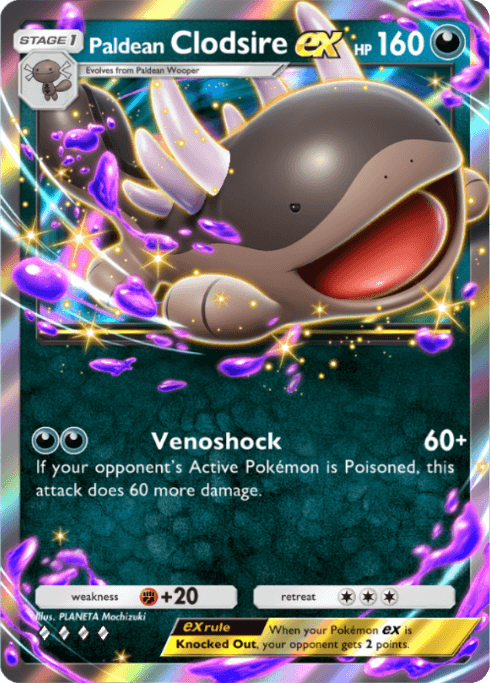 STAGE 1
Paldean Clodsire ex HP 160
Evolves from Paldean Wooper
Venoshock 60+
If your opponent's Active Pokémon is Poisoned, this
attack does 60 more damage.
weakness +20 retreat
Illus. PLANETA Mochizuki
ex rule When your Pokémon ex is
Knocked Out, your opponent gets 2 points.